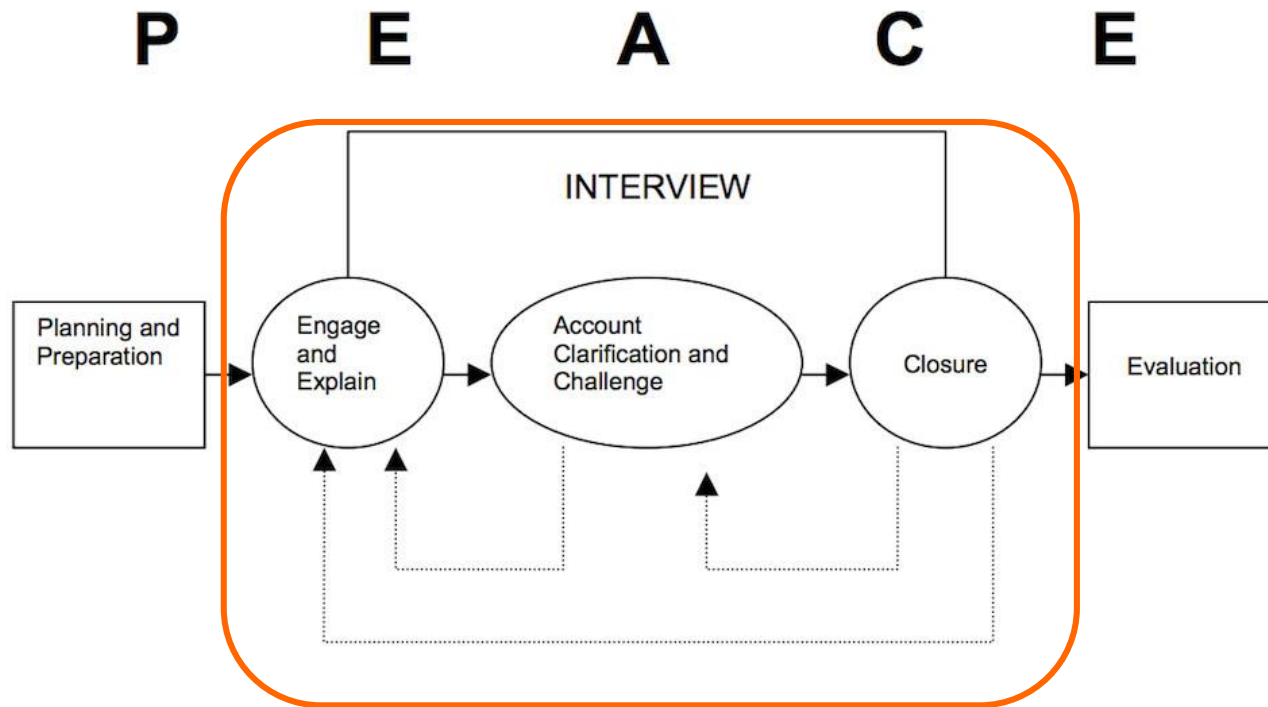 P E A C E
INTERVIEW
Planning and
Preparation
Engage
and
Explain
Account
Clarification and
Challenge
Closure
Evaluation